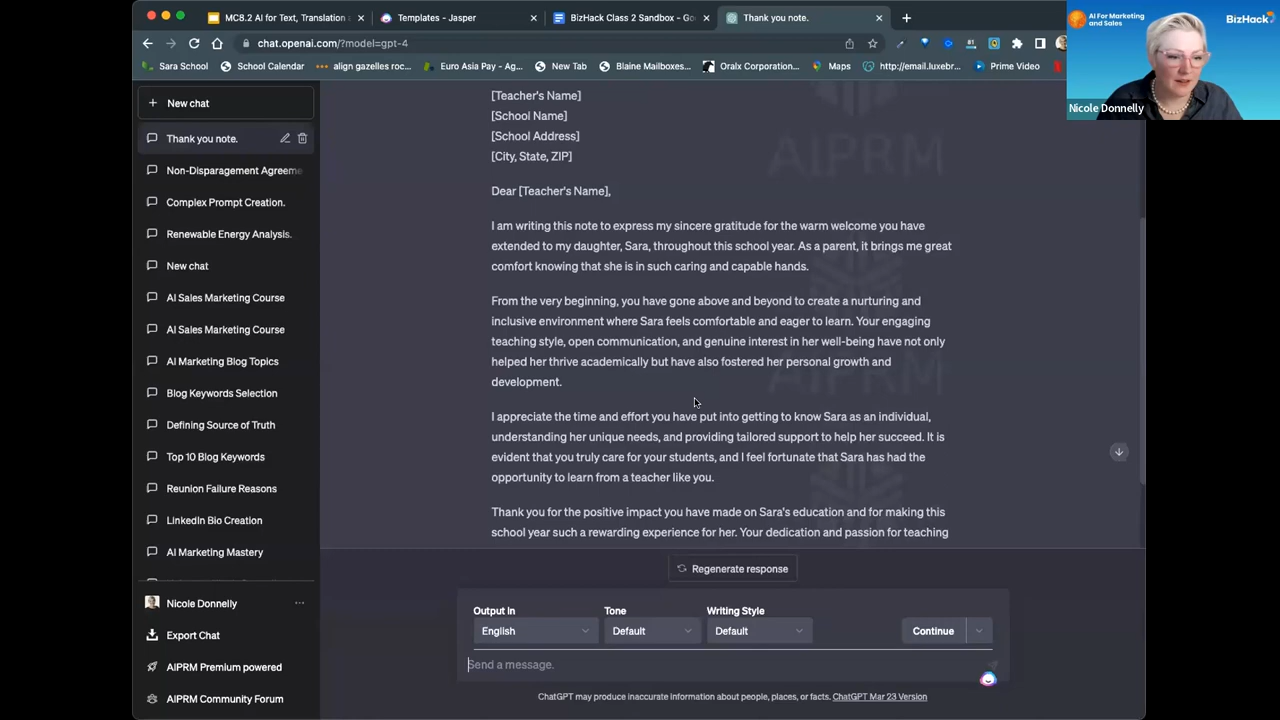 MC8.2 AI for Text, Translation a
Templates - Jasper
BizHack Class 2 Sandbox - Go
Thank you note.
chat.openai.com/?model=gpt-4
Sara School
School Calendar
align gazelles roc...
Euro Asia Pay - Ag...
New Tab
Blaine Mailboxes...
Oralx Corporation...
Maps
http://email.luxebr...
Prime Video
AI For Marketing
and Sales
BizHack
Nicole Donnelly
New chat
Thank you note.
Non-Disparagement Agreeme
Complex Prompt Creation.
Renewable Energy Analysis.
New chat
AI Sales Marketing Course
AI Sales Marketing Course
AI Marketing Blog Topics
Blog Keywords Selection
Defining Source of Truth
Top 10 Blog Keywords
Reunion Failure Reasons
LinkedIn Bio Creation
AI Marketing Mastery
Nicole Donnelly
Export Chat
AIPRM Premium powered
AIPRM Community Forum
[Teacher's Name]
[School Name]
[School Address]
[City, State, ZIP]
Dear [Teacher's Name],
I am writing this note to express my sincere gratitude for the warm welcome you have
extended to my daughter, Sara, throughout this school year. As a parent, it brings me great
comfort knowing that she is in such caring and capable hands.
From the very beginning, you have gone above and beyond to create a nurturing and
inclusive environment where Sara feels comfortable and eager to learn. Your engaging
teaching style, open communication, and genuine interest in her well-being have not only
helped her thrive academically but have also fostered her personal growth and
development.
I appreciate the time and effort you have put into getting to know Sara as an individual,
understanding her unique needs, and providing tailored support to help her succeed. It is
evident that you truly care for your students, and I feel fortunate that Sara has had the
opportunity to learn from a teacher like you.
Thank you for the positive impact you have made on Sara's education and for making this
school year such a rewarding experience for her. Your dedication and passion for teaching
AIPRM
AIPRM
Regenerate response
Output in
Tone
Writing Style
English
Default
Default
Continue
Send a message.
ChatGPT may produce inaccurate information about people, places, or facts. ChatGPT Mar 23 Version